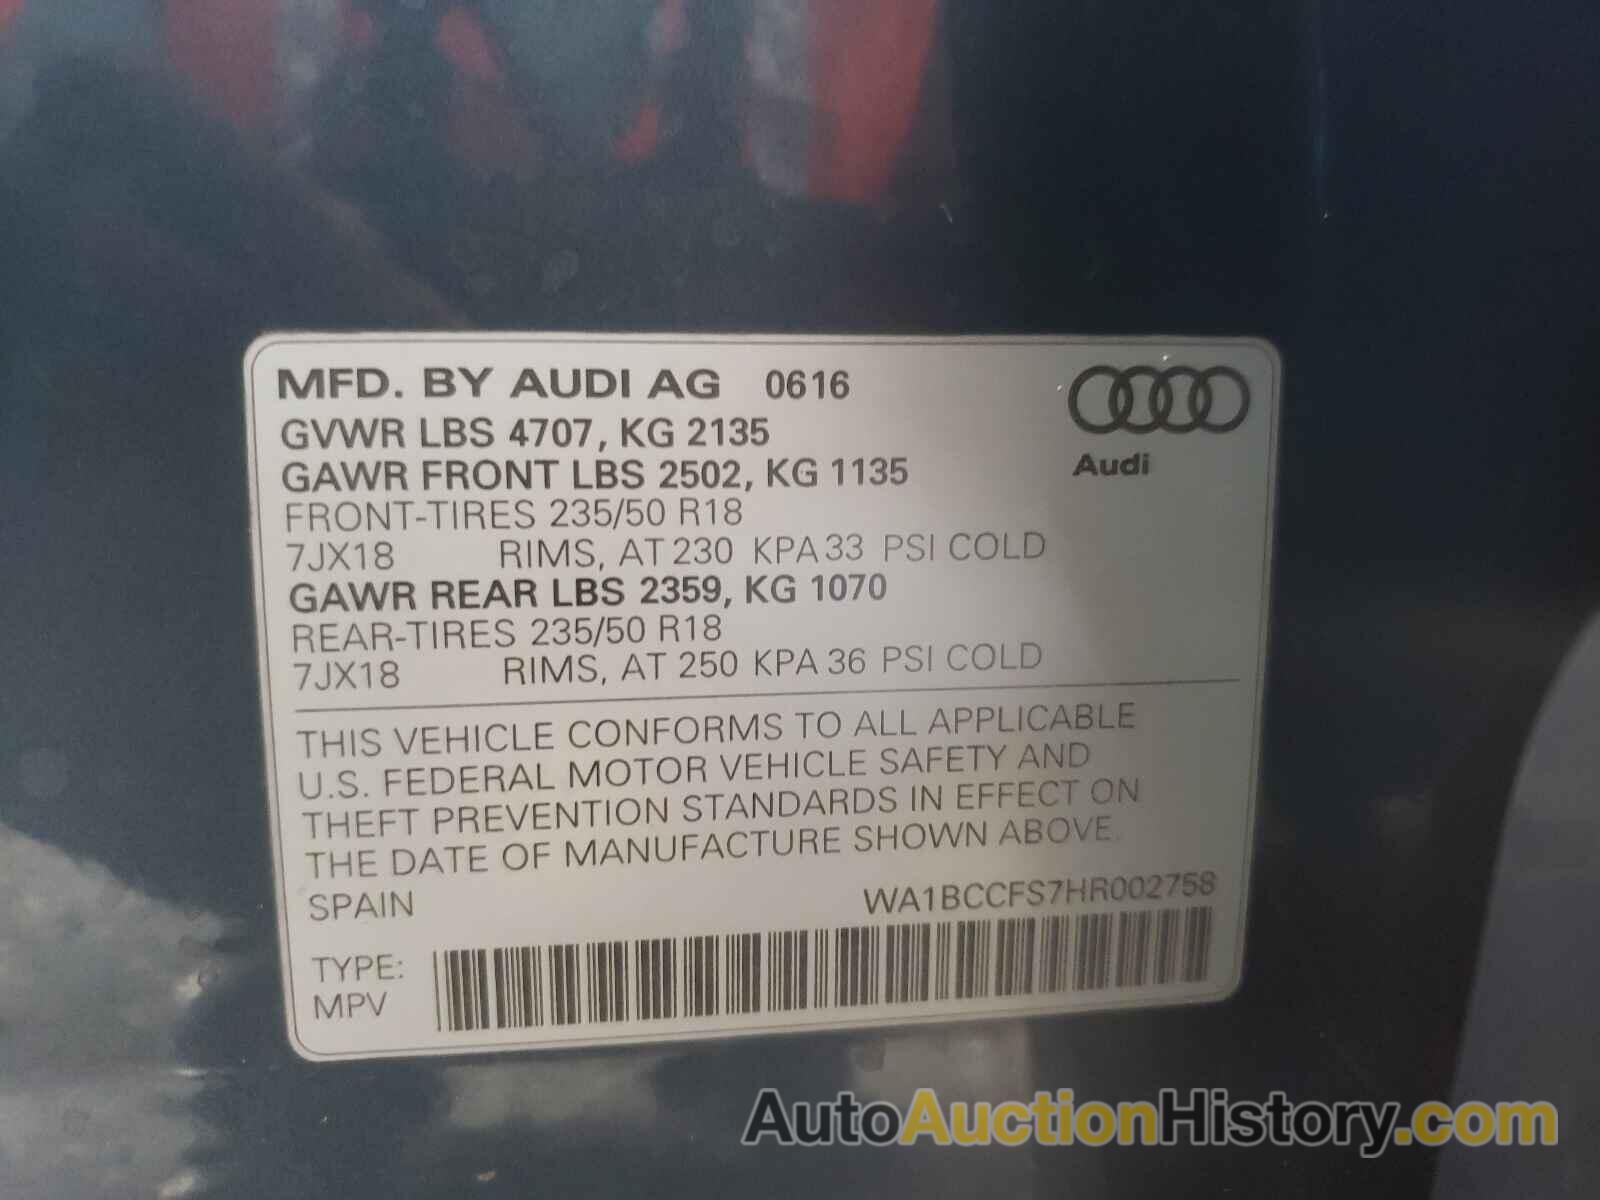 MFD. BY AUDI AG 0616
GVWR LBS 4707, KG 2135
GAWR FRONT LBS 2502, KG 1135
Audi
FRONT-TIRES 235/50 R18
7JX18 RIMS, AT 230 KPA 33 PSI COLD
GAWR REAR LBS 2359, KG 1070
REAR-TIRES 235/50 R18
7JX18 RIMS, AT 250 KPA 36 PSI COLD
THIS VEHICLE CONFORMS TO ALL APPLICABLE
U.S. FEDERAL MOTOR VEHICLE SAFETY AND
THEFT PREVENTION STANDARDS IN EFFECT ON
THE DATE OF MANUFACTURE SHOWN ABOVE.
SPAIN WA1BCCFS7HR002758
TYPE:
MPV
AutoAuctionHistory.com